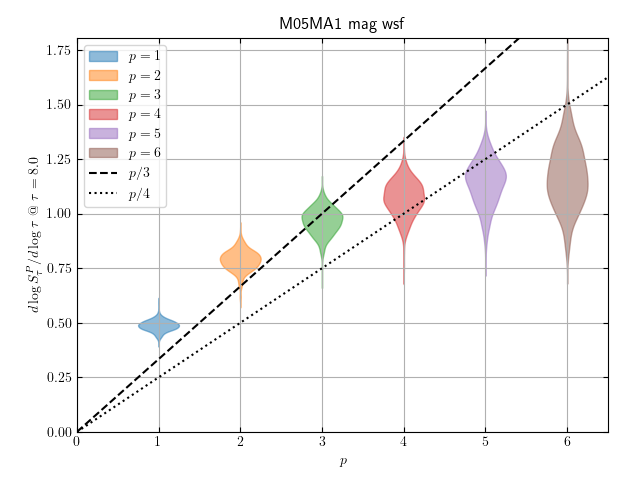 M05MA1 mag wsf
d log S_τ^P / d log τ @ τ = 8.0
1.75
1.50
1.25
1.00
0.75
0.50
0.25
0.00
p = 1
p = 2
p = 3
p = 4
p = 5
p = 6
p/3
p/4
0 1 2 3 4 5 6
p